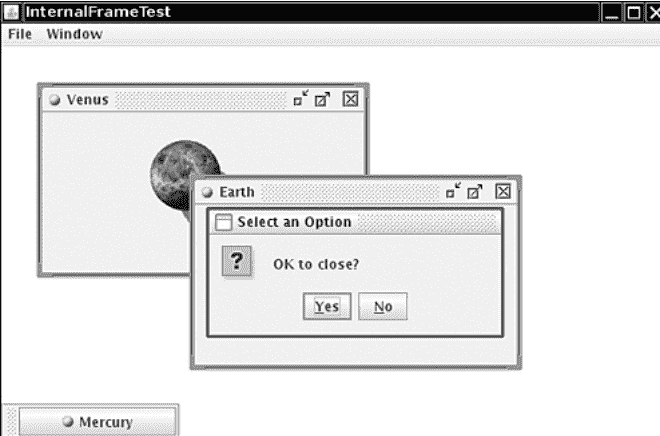 InternalFrameTest
File Window
Venus
Earth
Select an Option
?
OK to close?
Yes No
Mercury